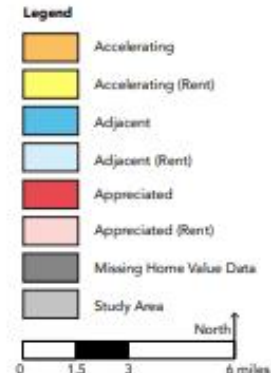 Legend
Accelerating
Accelerating (Rent)
Adjacent
Adjacent (Rent)
Appreciated
Appreciated (Rent)
Missing Home Value Data
Study Area
North
0 1.5 3 6 miles